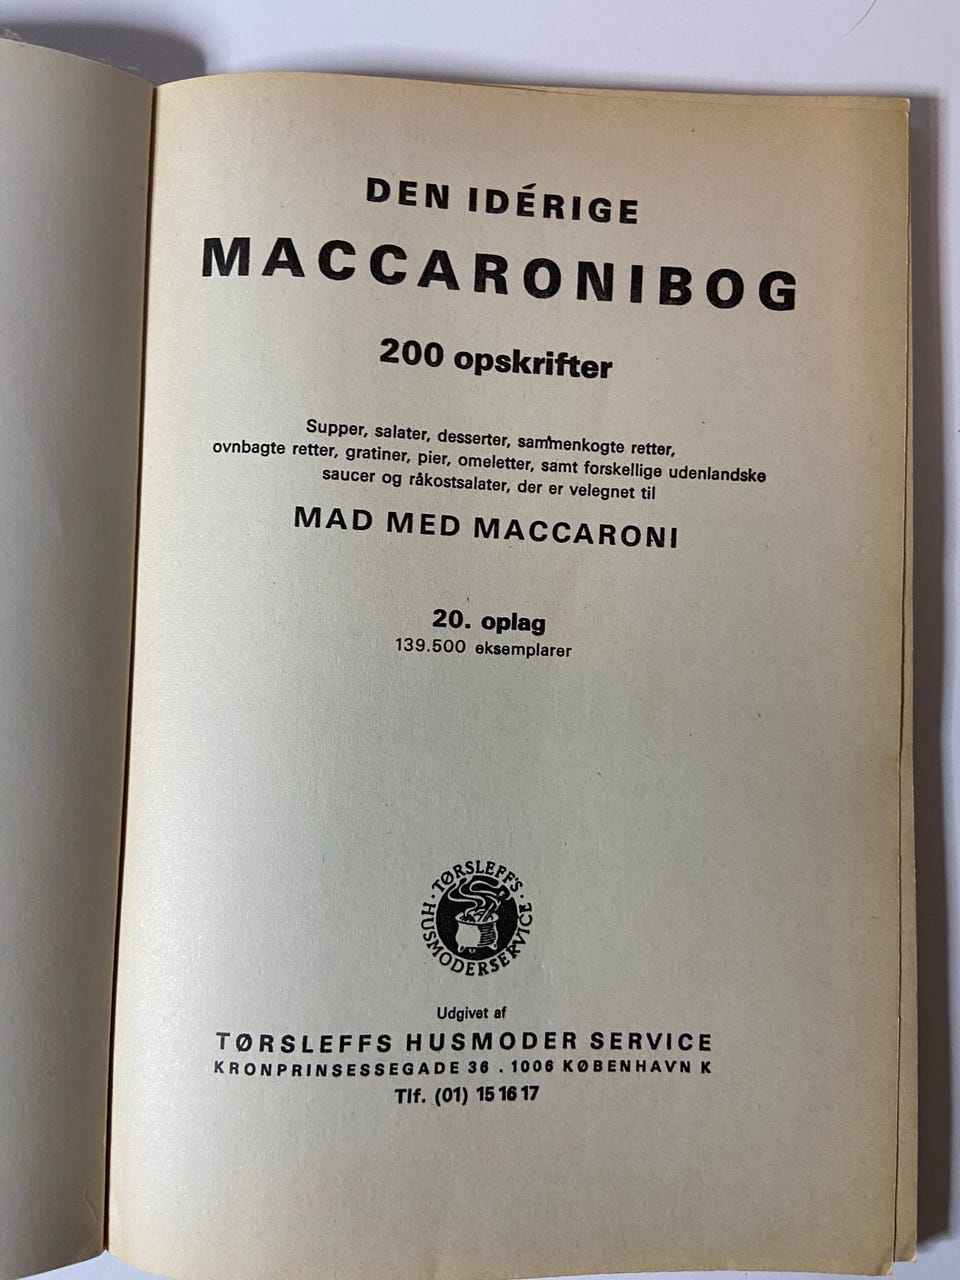 DEN IDÉRIGE
MACCARONIBOG
200 opskrifter
Supper, salater, desserter, sammenkogte retter,
ovnbagte retter, gratiner, pier, omeletter, samt forskellige udenlandske
saucer og råkostsalater, der er velegnet til
MAD MED MACCARONI
20. oplag
139.500 eksemplarer
· TØRSLEFF'S ·
HUSMODERSERVICE
Udgivet af
TØRSLEFFS HUSMODER SERVICE
KRONPRINSESSEGADE 36 . 1006 KØBENHAVN K
Tlf. (01) 15 16 17